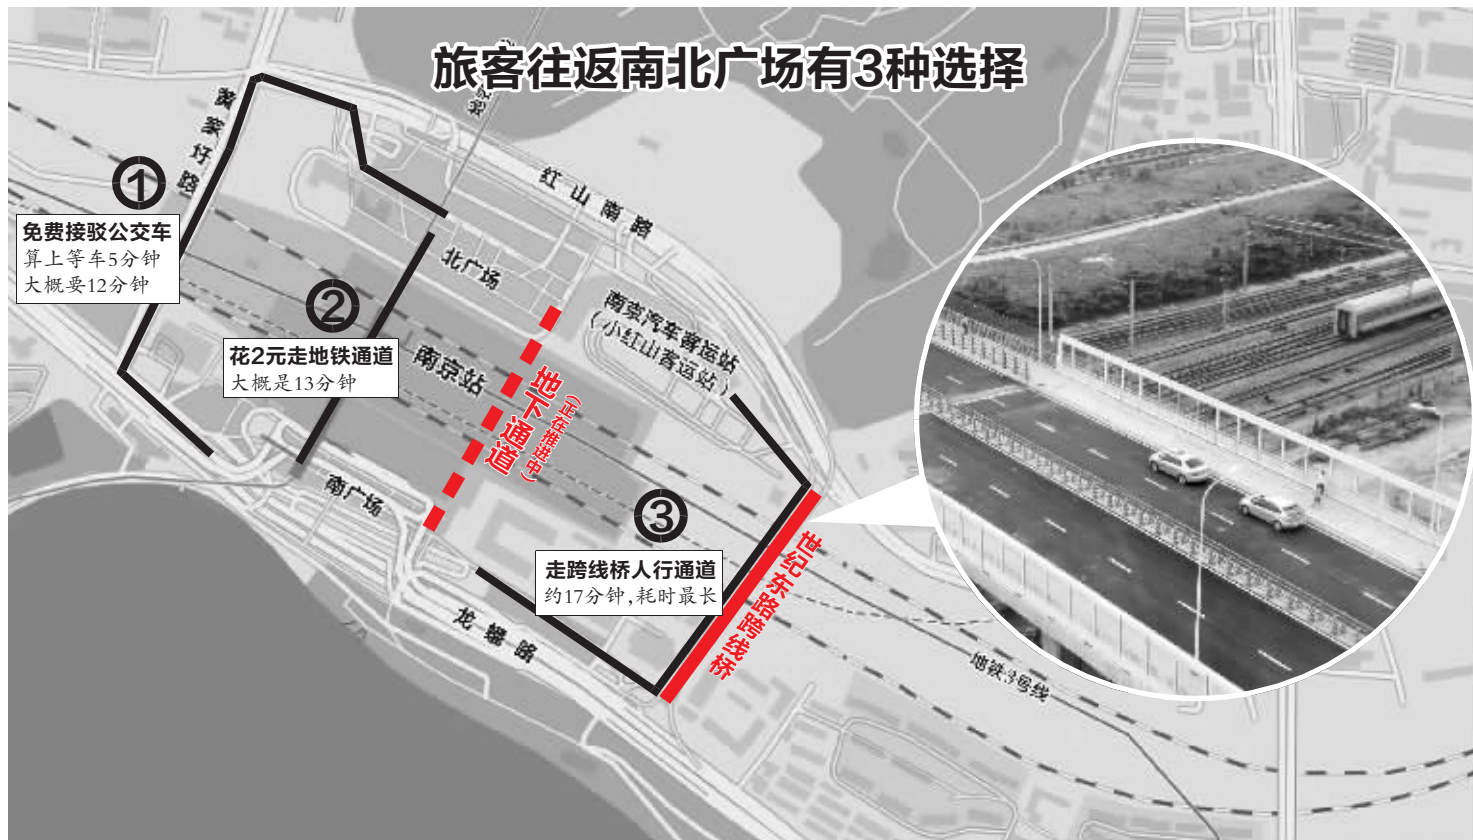 旅客往返南北广场有3种选择
黄家圩路
红山南路
①
免费接驳公交车
算上等车5分钟
大概要12分钟
北广场
②
花2元走地铁通道
大概是13分钟
南京站
南京汽车客运站
（小红山客运站）
地下通道
（正在推进中）
南广场
③
走跨线桥人行通道
约17分钟，耗时最长
世纪东路跨线桥
龙蟠路
地铁3号线